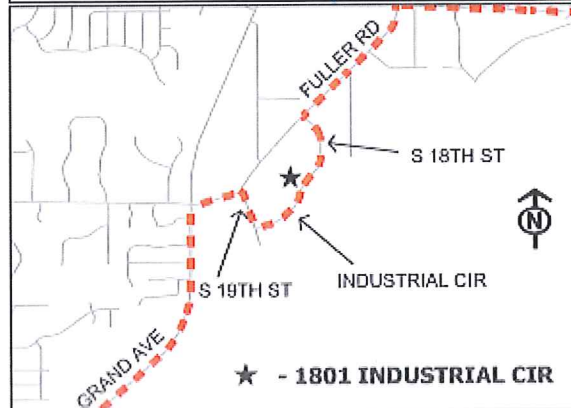 FULLER RD
S 18TH ST
N
S 19TH ST
INDUSTRIAL CIR
GRAND AVE
★ - 1801 INDUSTRIAL CIR